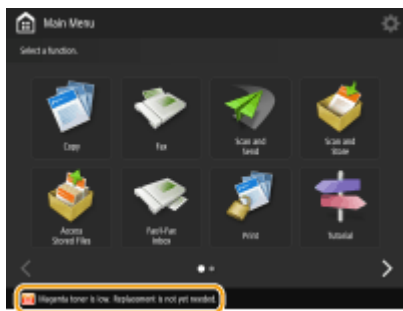 Main Menu
Select a function.
Copy
Fax
Scan and
Send
Scan and
Store
Access
Stored Files
Fax/I-Fax
Inbox
Print
Tutorial
Magenta toner is low. Replacement is not yet needed.